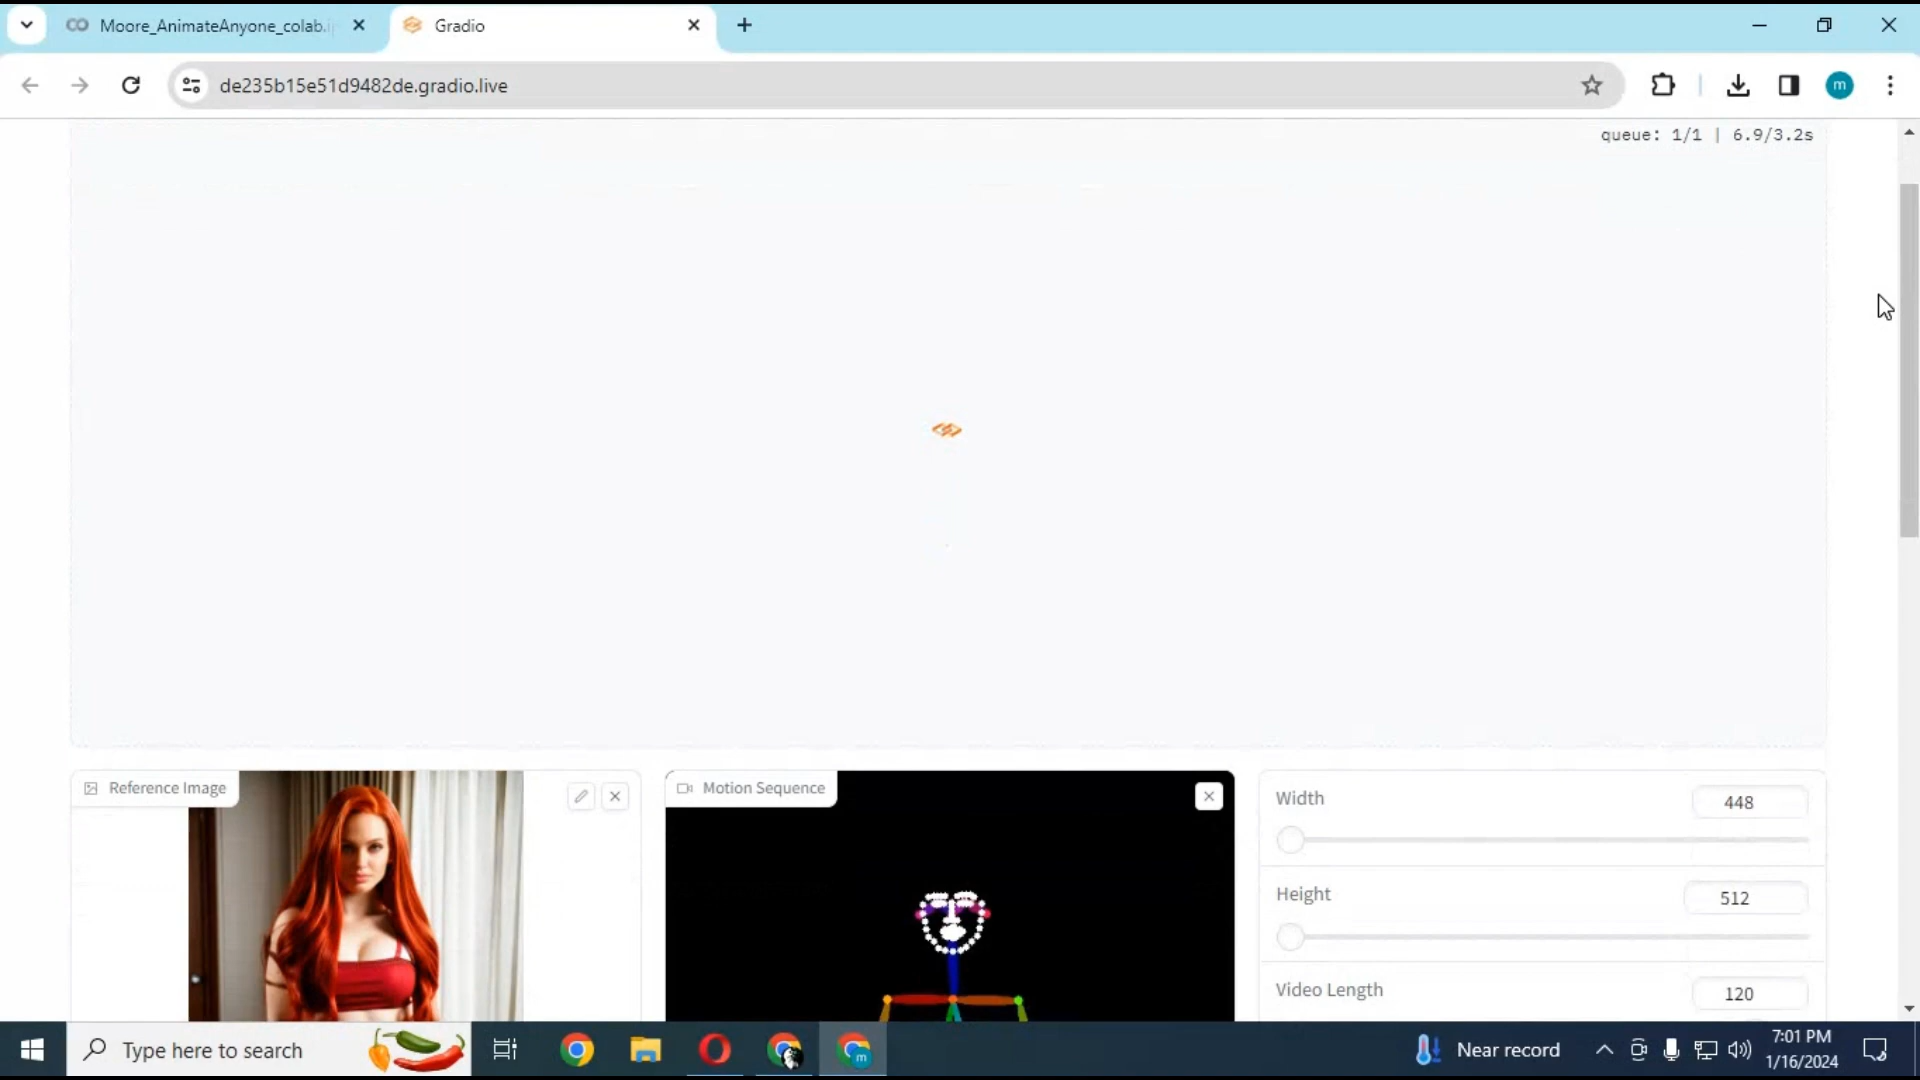 Moore_AnimateAnyone_colab.i
Gradio
de235b15e51d9482de.gradio.live
m
queue: 1/1 | 6.9/3.2s
Reference Image
Motion Sequence
Width
448
Height
512
Video Length
120
Type here to search
m
Near record
7:01 PM
1/16/2024